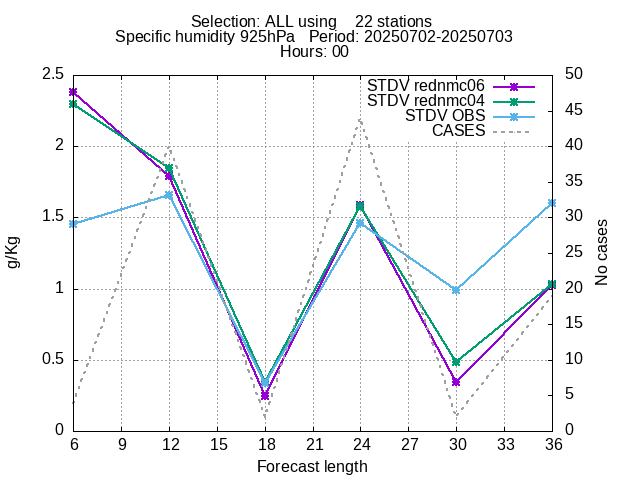 Selection: ALL using    22 stations
Specific humidity 925hPa   Period: 20250702-20250703
Hours: 00
STDV rednmc06
STDV rednmc04
STDV OBS
CASES
2.5
2
1.5
1
0.5
0
g/Kg
50
45
40
35
30
25
20
15
10
5
0
No cases
6 9 12 15 18 21 24 27 30 33 36
Forecast length